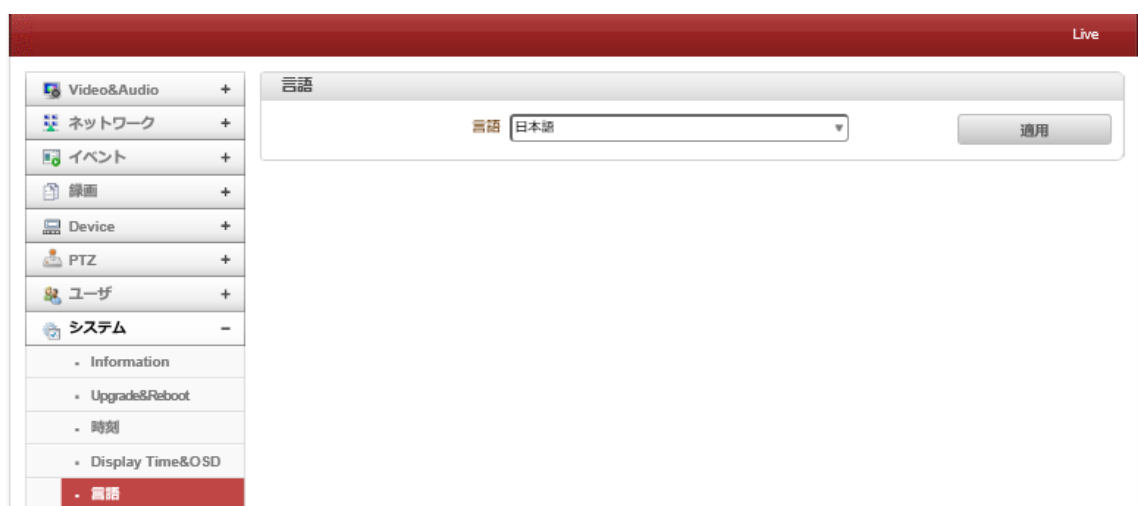 Live
Video&Audio +
ネットワーク +
イベント +
録画 +
Device +
PTZ +
ユーザ +
システム -
- Information
- Upgrade&Reboot
- 時刻
- Display Time&OSD
- 言語
言語
言語 日本語 適用